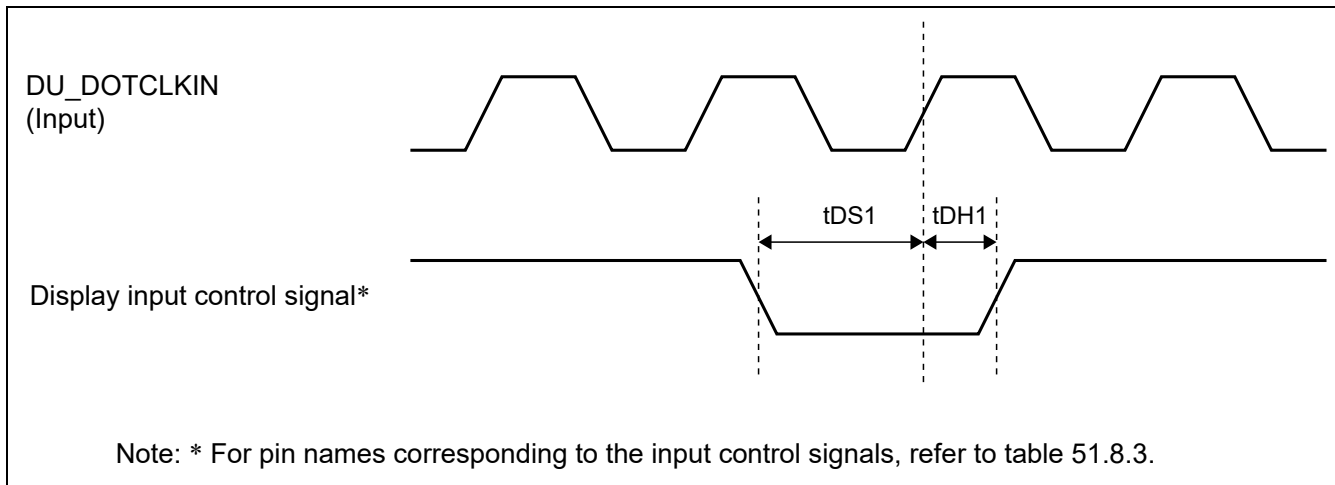 DU_DOTCLKIN
(Input)
tDS1 tDH1
Display input control signal*
Note: * For pin names corresponding to the input control signals, refer to table 51.8.3.